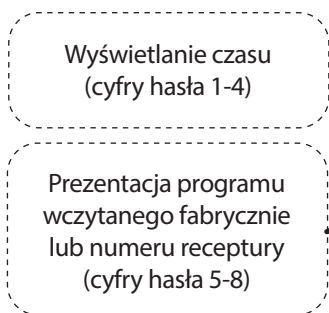 Wyświetlanie czasu
(cyfry hasła 1-4)
Prezentacja programu
wczytanego fabrycznie
lub numeru receptury
(cyfry hasła 5-8)